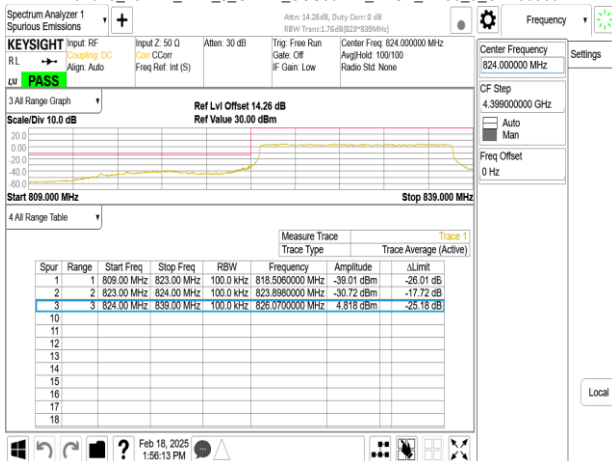 Spectrum Analyzer 1
Spurious Emissions
Attn: 14.26dB, Duty Corr: 0 dB
RBW Trans:1.76dB(823~839MHz)
Frequency
KEYSIGHT Input: RF Input Z: 50 Ω Atten: 30 dB Trig: Free Run Center Freq: 824.000000 MHz
RL Coupling: DC Corr CCorr Gate: Off Avg|Hold: 100/100
Align: Auto Freq Ref: Int (S) IF Gain: Low Radio Std: None
LXI PASS
Center Frequency
824.000000 MHz
Settings
CF Step
4.399000000 GHz
Auto
Man
Freq Offset
0 Hz
3 All Range Graph
Ref Lvl Offset 14.26 dB
Scale/Div 10.0 dB Ref Value 30.00 dBm
20.0
0.00
-20.0
-40.0
-60.0
Start 809.000 MHz Stop 839.000 MHz
4 All Range Table
Measure Trace Trace 1
Trace Type Trace Average (Active)
Spur Range Start Freq Stop Freq RBW Frequency Amplitude ΔLimit
1 1 809.00 MHz 823.00 MHz 100.0 kHz 818.5060000 MHz -39.01 dBm -26.01 dB
2 2 823.00 MHz 824.00 MHz 100.0 kHz 823.8980000 MHz -30.72 dBm -17.72 dB
3 3 824.00 MHz 839.00 MHz 100.0 kHz 826.0700000 MHz 4.818 dBm -25.18 dB
10
11
12
13
14
15
16
17
18
Local
Feb 18, 2025
1:56:13 PM